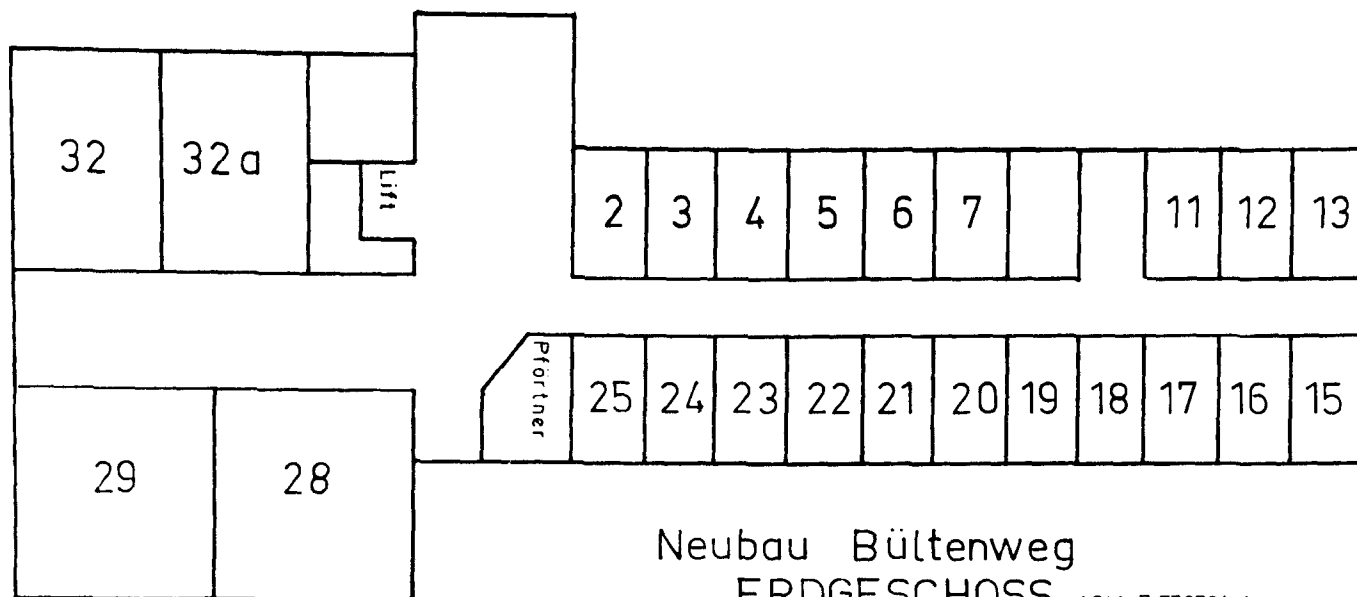 32 32a
Lift
2 3 4 5 6 7 11 12 13
Pförtner
25 24 23 22 21 20 19 18 17 16 15
29 28
Neubau Bültenweg
ERDGESCHOSS